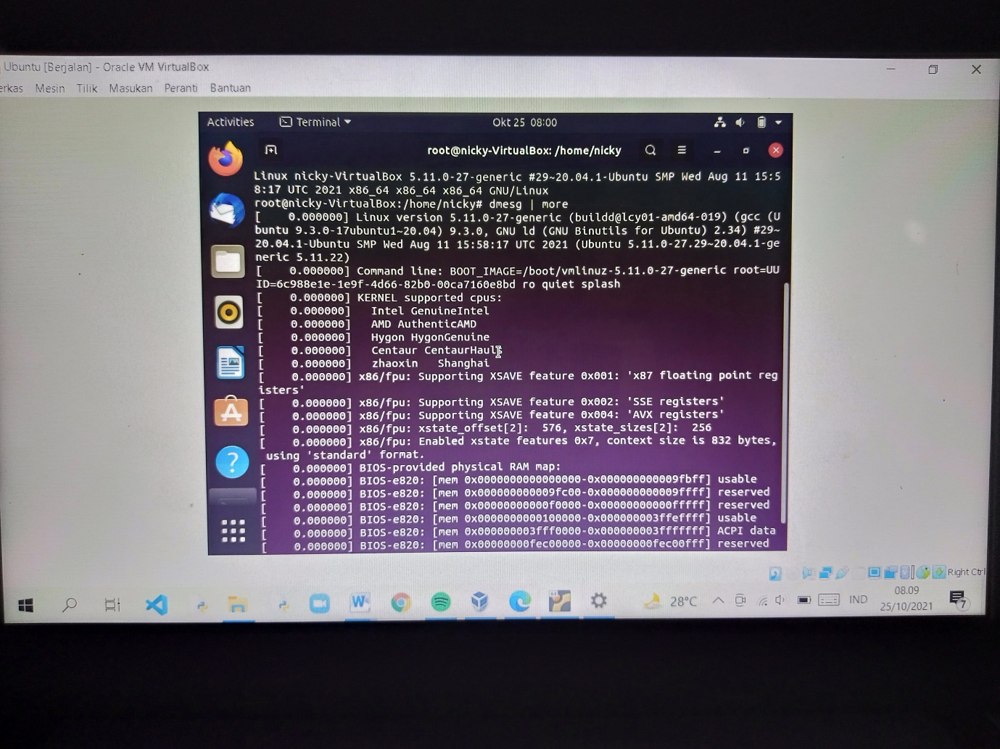 Ubuntu [Berjalan] - Oracle VM VirtualBox
erkas Mesin Tilik Masukan Peranti Bantuan
Activities Terminal Okt 25 08:00
root@nicky-VirtualBox: /home/nicky
Linux nicky-VirtualBox 5.11.0-27-generic #29~20.04.1-Ubuntu SMP Wed Aug 11 15:5
8:17 UTC 2021 x86_64 x86_64 x86_64 GNU/Linux
root@nicky-VirtualBox:/home/nicky# dmesg | more
[    0.000000] Linux version 5.11.0-27-generic (buildd@lcy01-amd64-019) (gcc (U
buntu 9.3.0-17ubuntu1~20.04) 9.3.0, GNU ld (GNU Binutils for Ubuntu) 2.34) #29~
20.04.1-Ubuntu SMP Wed Aug 11 15:58:17 UTC 2021 (Ubuntu 5.11.0-27.29~20.04.1-ge
neric 5.11.22)
[    0.000000] Command line: BOOT_IMAGE=/boot/vmlinuz-5.11.0-27-generic root=UU
ID=6c988e1e-1e9f-4d66-82b0-00ca7160e8bd ro quiet splash
[    0.000000] KERNEL supported cpus:
[    0.000000]   Intel GenuineIntel
[    0.000000]   AMD AuthenticAMD
[    0.000000]   Hygon HygonGenuine
[    0.000000]   Centaur CentaurHauls
[    0.000000]   zhaoxin   Shanghai
[    0.000000] x86/fpu: Supporting XSAVE feature 0x001: 'x87 floating point reg
isters'
[    0.000000] x86/fpu: Supporting XSAVE feature 0x002: 'SSE registers'
[    0.000000] x86/fpu: Supporting XSAVE feature 0x004: 'AVX registers'
[    0.000000] x86/fpu: xstate_offset[2]:  576, xstate_sizes[2]:  256
[    0.000000] x86/fpu: Enabled xstate features 0x7, context size is 832 bytes,
 using 'standard' format.
[    0.000000] BIOS-provided physical RAM map:
[    0.000000] BIOS-e820: [mem 0x0000000000000000-0x000000000009fbff] usable
[    0.000000] BIOS-e820: [mem 0x000000000009fc00-0x000000000009ffff] reserved
[    0.000000] BIOS-e820: [mem 0x00000000000f0000-0x00000000000fffff] reserved
[    0.000000] BIOS-e820: [mem 0x0000000000100000-0x000000003ffeffff] usable
[    0.000000] BIOS-e820: [mem 0x000000003fff0000-0x000000003fffffff] ACPI data
[    0.000000] BIOS-e820: [mem 0x00000000fec00000-0x00000000fec00fff] reserved
Right Ctrl
28°C IND 08.09
25/10/2021
7